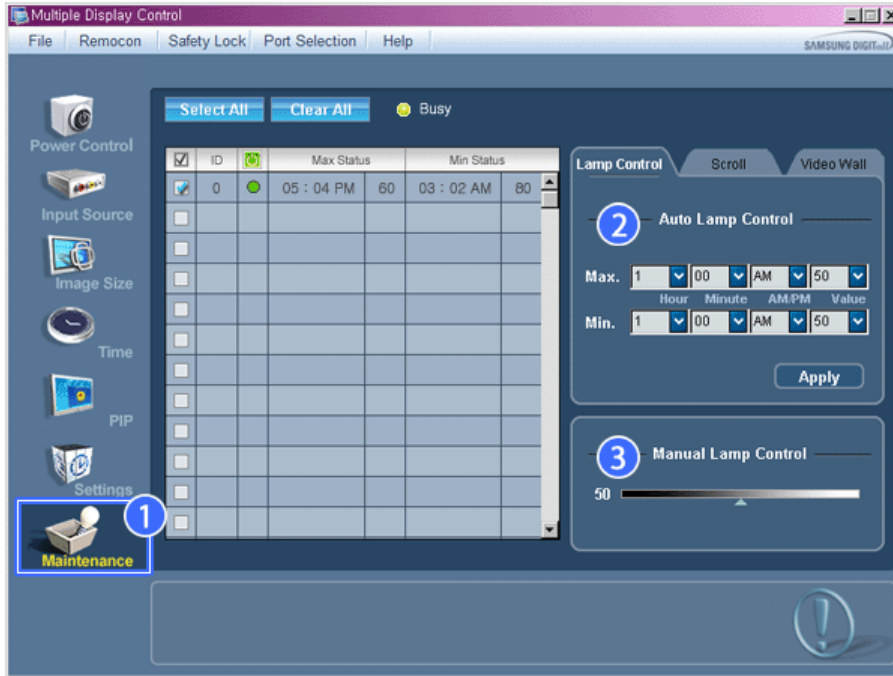 Multiple Display Control
File Remocon Safety Lock Port Selection Help
SAMSUNG DIGITall
Select All Clear All Busy
Power Control
Input Source
Image Size
Time
PIP
Settings
1
Maintenance
ID Max Status Min Status
0 05 : 04 PM 60 03 : 02 AM 80
Lamp Control Scroll Video Wall
2 Auto Lamp Control
Max. 1 00 AM 50
Hour Minute AM/PM Value
Min. 1 00 AM 50
Apply
3 Manual Lamp Control
50